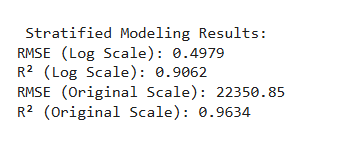 Stratified Modeling Results:
RMSE (Log Scale): 0.4979
R² (Log Scale): 0.9062
RMSE (Original Scale): 22350.85
R² (Original Scale): 0.9634